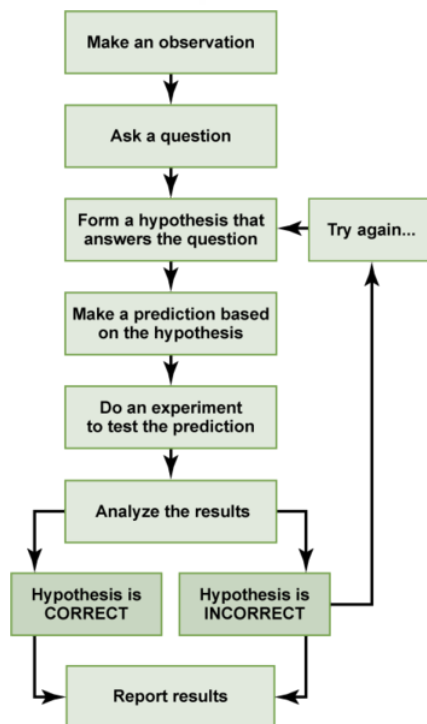 Make an observation
Ask a question
Form a hypothesis that
answers the question
Try again...
Make a prediction based
on the hypothesis
Do an experiment
to test the prediction
Analyze the results
Hypothesis is
CORRECT
Hypothesis is
INCORRECT
Report results